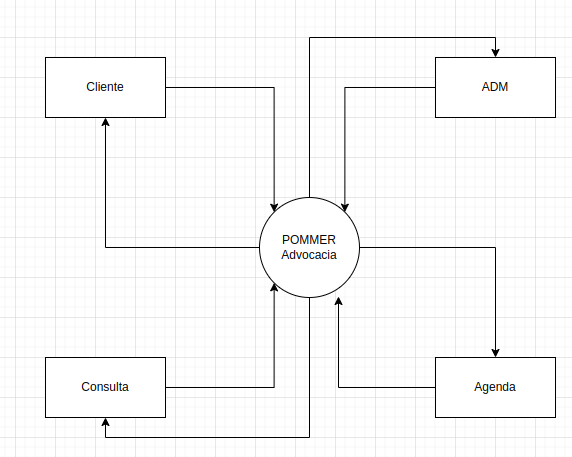 Cliente
ADM
POMMER
Advocacia
Consulta
Agenda